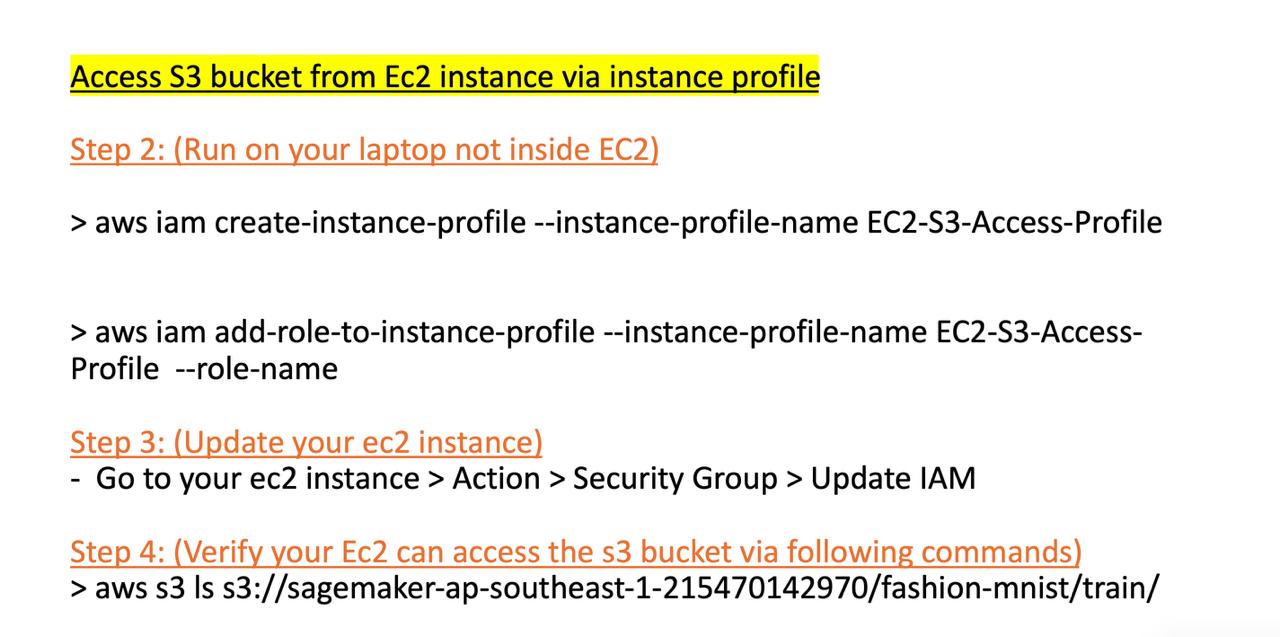 Access S3 bucket from Ec2 instance via instance profile
Step 2: (Run on your laptop not inside EC2)
> aws iam create-instance-profile --instance-profile-name EC2-S3-Access-Profile
> aws iam add-role-to-instance-profile --instance-profile-name EC2-S3-Access-
Profile  --role-name
Step 3: (Update your ec2 instance)
-  Go to your ec2 instance > Action > Security Group > Update IAM
Step 4: (Verify your Ec2 can access the s3 bucket via following commands)
> aws s3 ls s3://sagemaker-ap-southeast-1-215470142970/fashion-mnist/train/